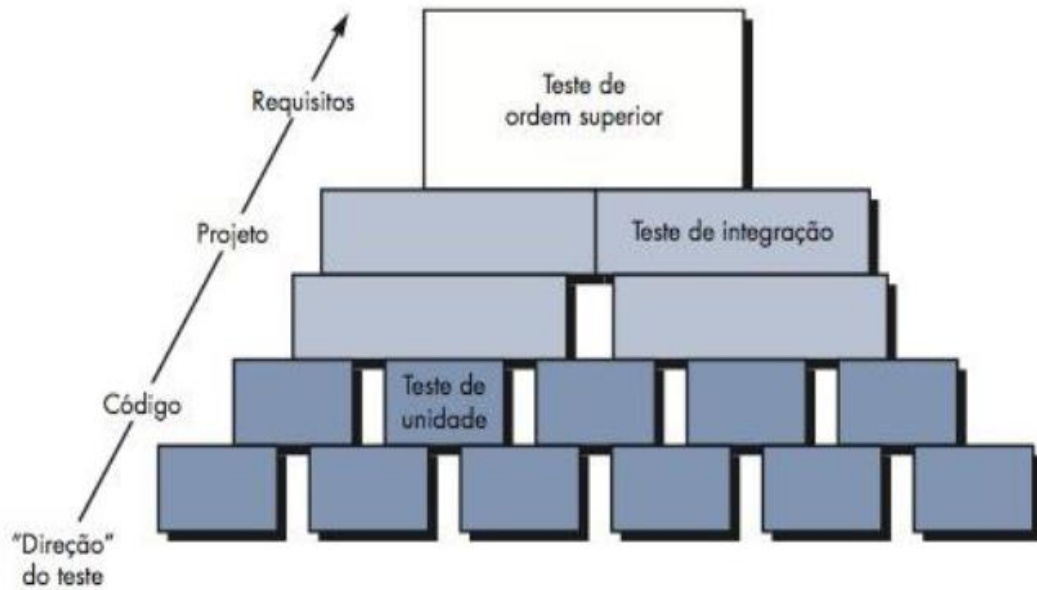 Teste de
ordem superior
Requisitos
Projeto
Teste de integração
Código
Teste de
unidade
"Direção"
do teste